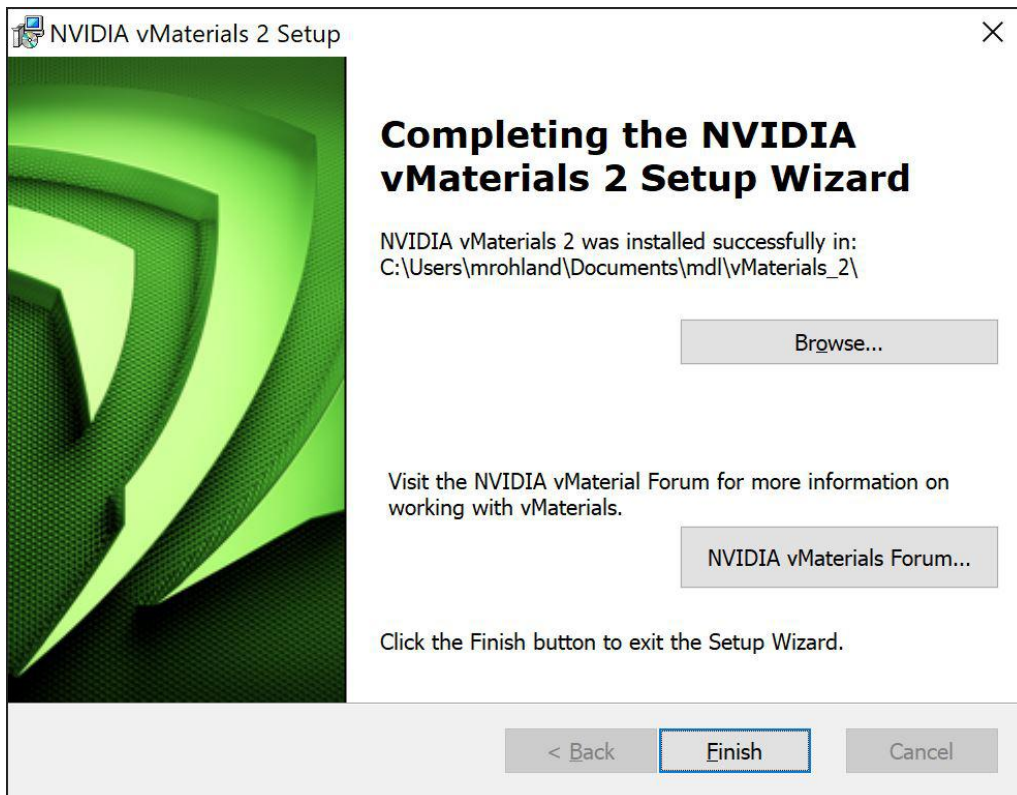 NVIDIA vMaterials 2 Setup
Completing the NVIDIA
vMaterials 2 Setup Wizard
NVIDIA vMaterials 2 was installed successfully in:
C:\Users\mrohland\Documents\mdl\vMaterials_2\
Browse...
Visit the NVIDIA vMaterial Forum for more information on
working with vMaterials.
NVIDIA vMaterials Forum...
Click the Finish button to exit the Setup Wizard.
< Back
Finish
Cancel